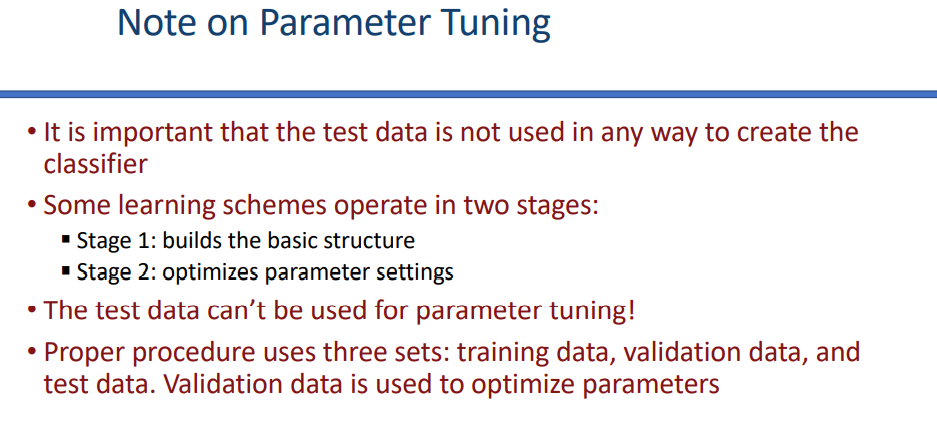 Note on Parameter Tuning
• It is important that the test data is not used in any way to create the
classifier
• Some learning schemes operate in two stages:
▪ Stage 1: builds the basic structure
▪ Stage 2: optimizes parameter settings
• The test data can’t be used for parameter tuning!
• Proper procedure uses three sets: training data, validation data, and
test data. Validation data is used to optimize parameters